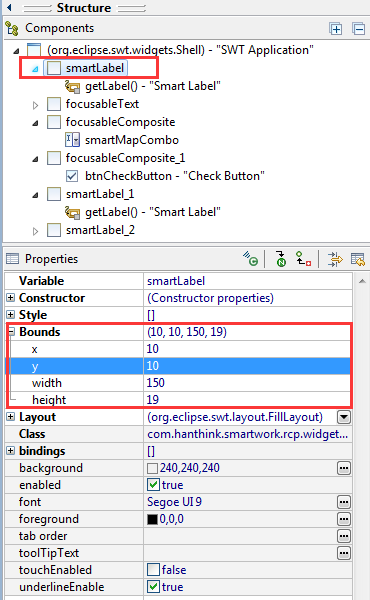 Structure
Components
(org.eclipse.swt.widgets.Shell) - "SWT Application"
smartLabel
getLabel() - "Smart Label"
focusableText
focusableComposite
smartMapCombo
focusableComposite_1
btnCheckButton - "Check Button"
smartLabel_1
getLabel() - "Smart Label"
smartLabel_2
Properties
Variable smartLabel
Constructor (Constructor properties)
Style []
Bounds (10, 10, 150, 19)
x 10
y 10
width 150
height 19
Layout (org.eclipse.swt.layout.FillLayout)
Class com.hanthink.smartwork.rcp.widget...
bindings []
background 240,240,240
enabled true
font Segoe UI 9
foreground 0,0,0
tab order
toolTipText
touchEnabled false
underlineEnable true